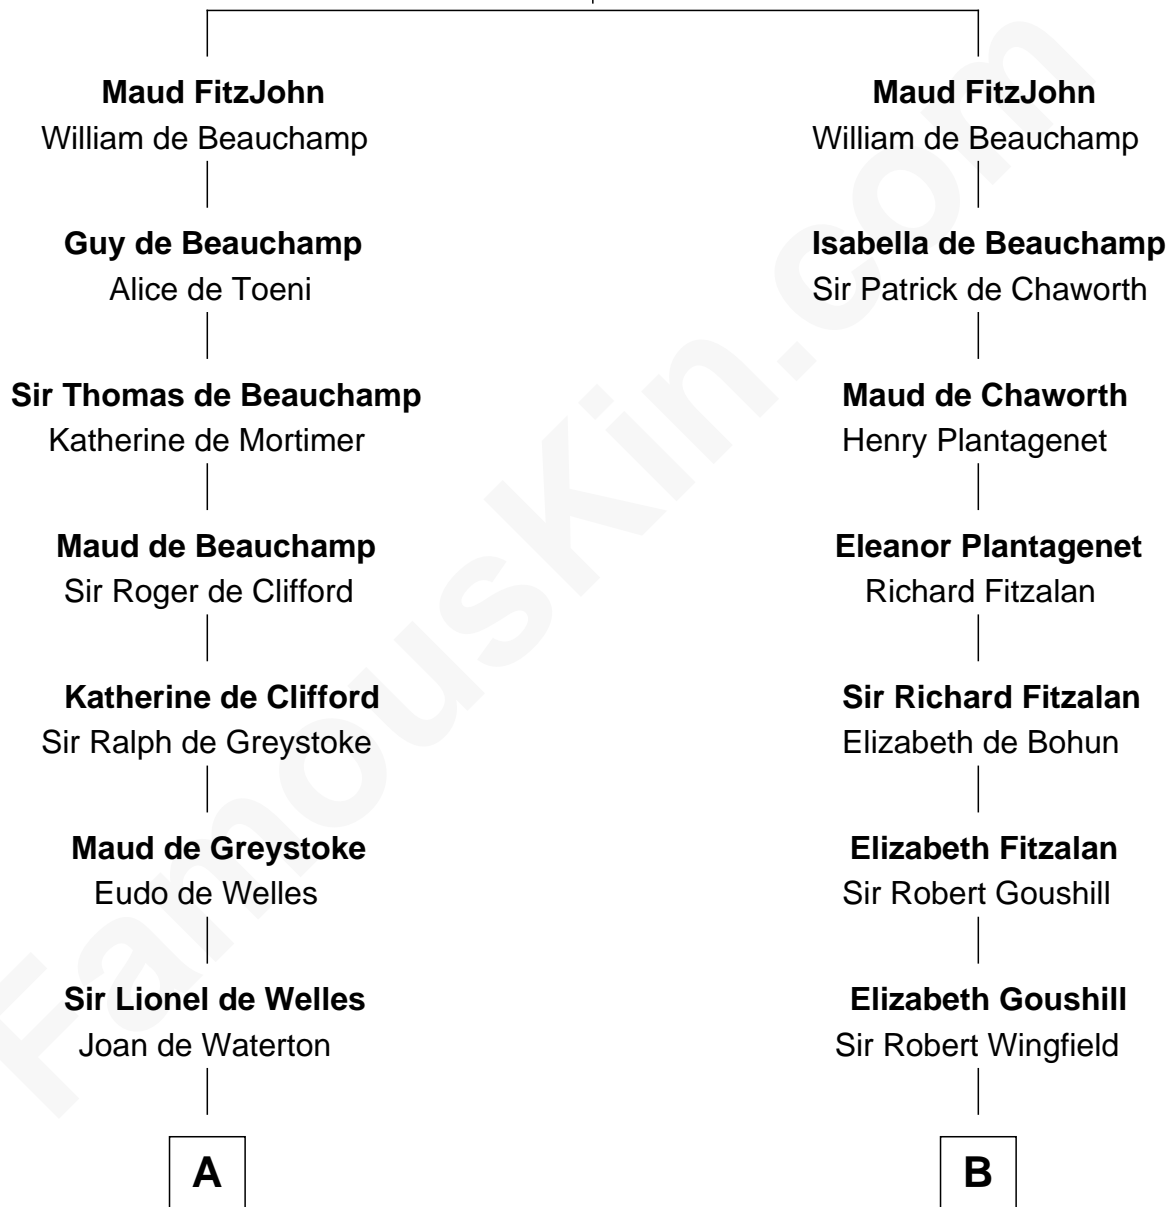 Maud FitzJohn
William de Beauchamp
Guy de Beauchamp
Alice de Toeni
Sir Thomas de Beauchamp
Katherine de Mortimer
Maud de Beauchamp
Sir Roger de Clifford
Katherine de Clifford
Sir Ralph de Greystoke
Maud de Greystoke
Eudo de Welles
Sir Lionel de Welles
Joan de Waterton
A
Maud FitzJohn
William de Beauchamp
Isabella de Beauchamp
Sir Patrick de Chaworth
Maud de Chaworth
Henry Plantagenet
Eleanor Plantagenet
Richard Fitzalan
Sir Richard Fitzalan
Elizabeth de Bohun
Elizabeth Fitzalan
Sir Robert Goushill
Elizabeth Goushill
Sir Robert Wingfield
B
FamousKin.com